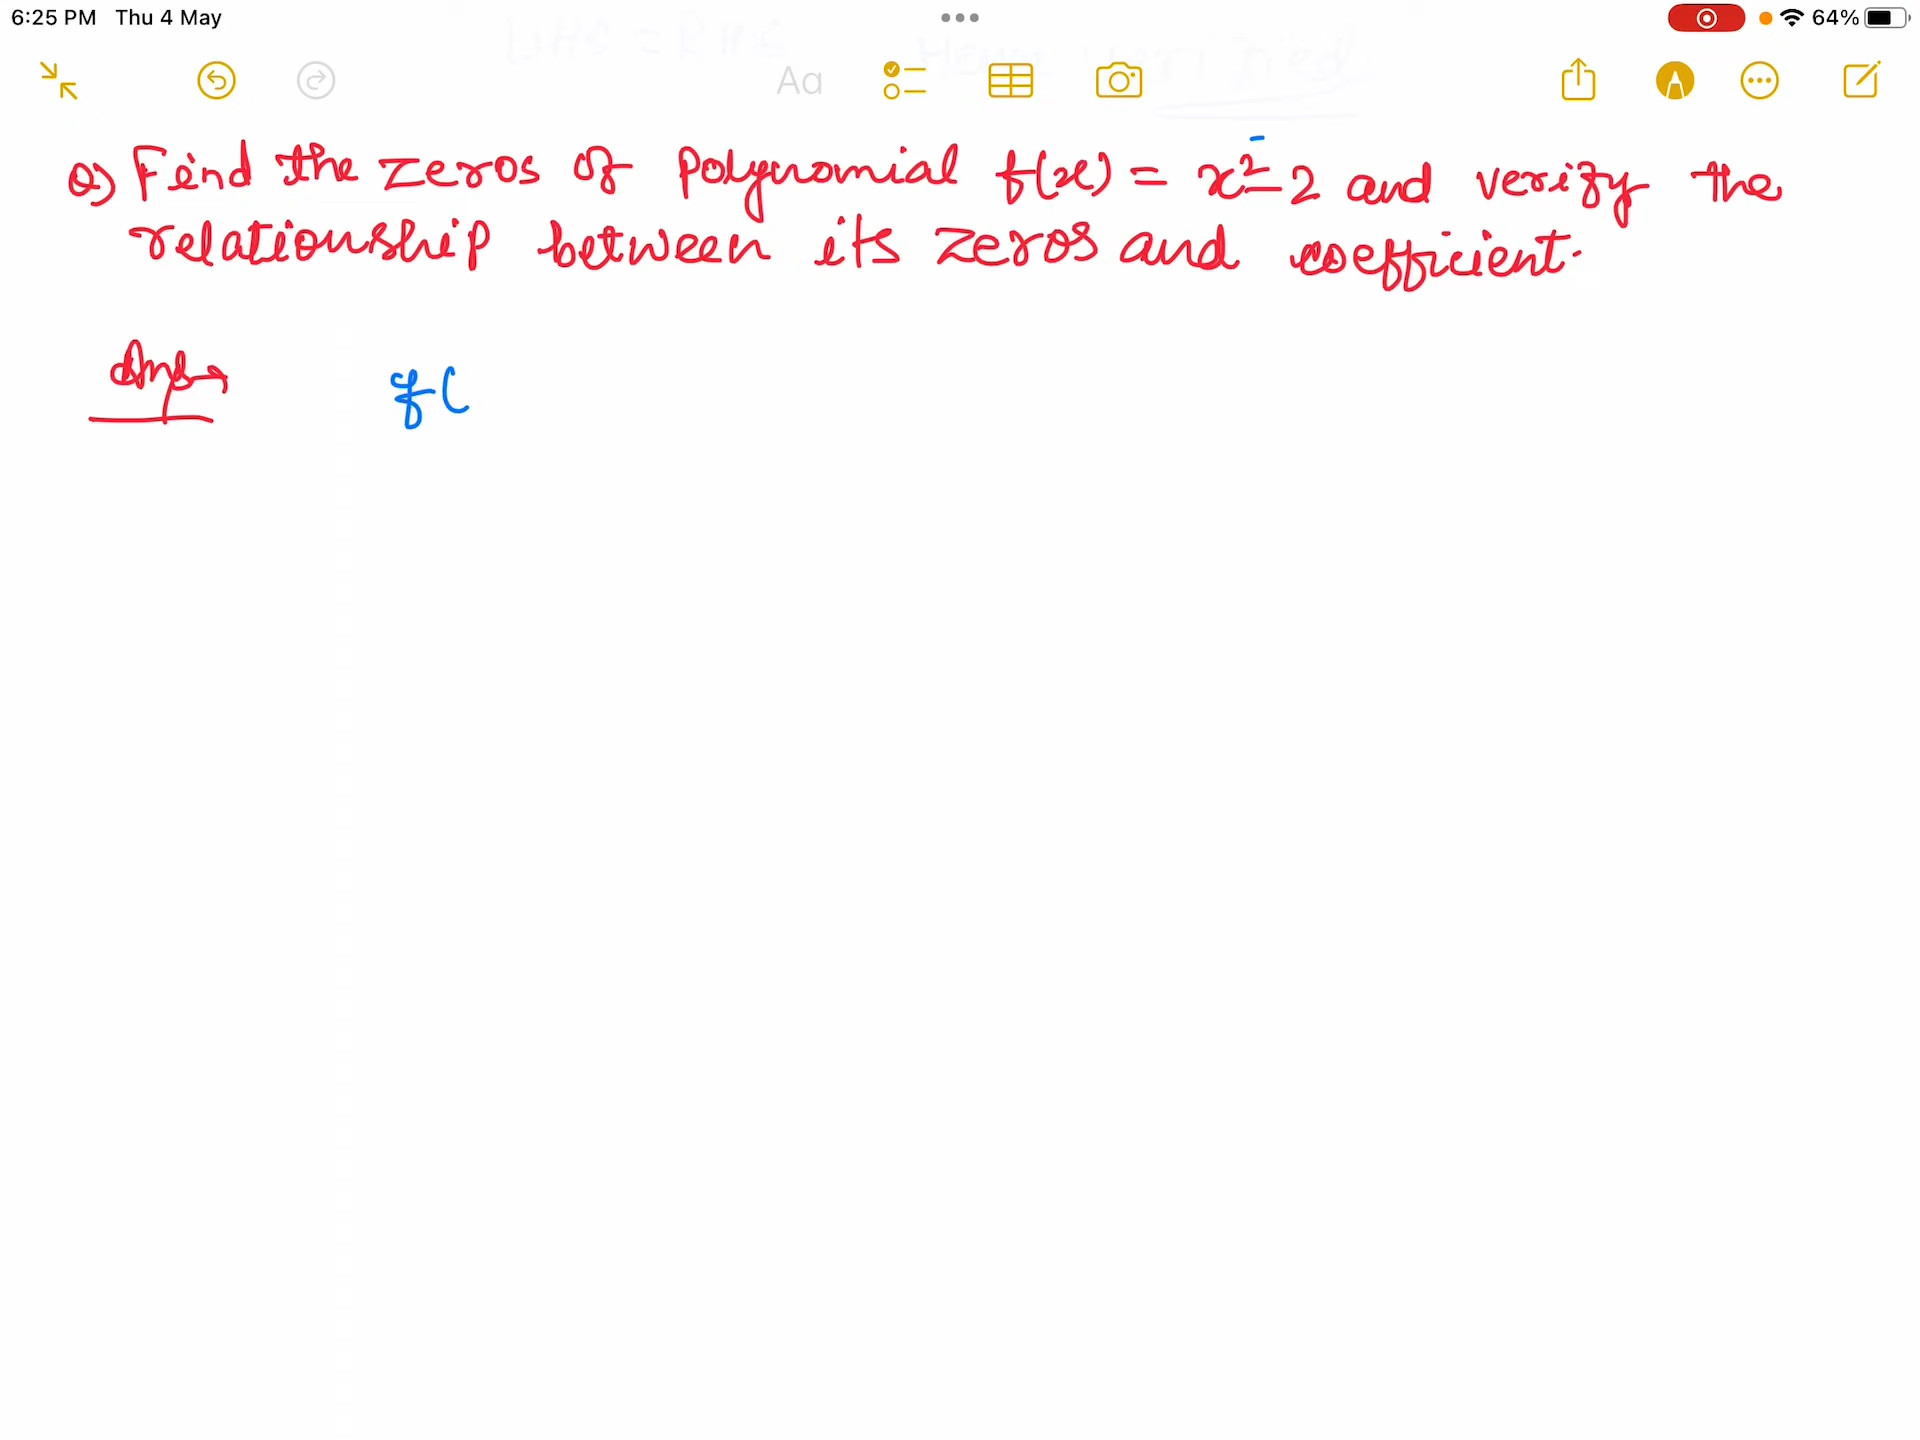 6:25 PM Thu 4 May
64%
Aa
Q) Find the zeros of polynomial f(x) = x²-2 and verify the
relationship between its zeros and coefficient.
Ans→
f(